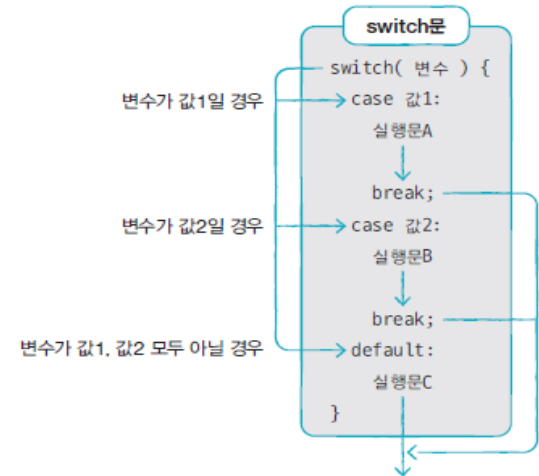 switch문
switch( 변수 ) {
변수가 값1일 경우
case 값1:
실행문A
break;
변수가 값2일 경우
case 값2:
실행문B
break;
변수가 값1, 값2 모두 아닐 경우
default:
실행문C
}